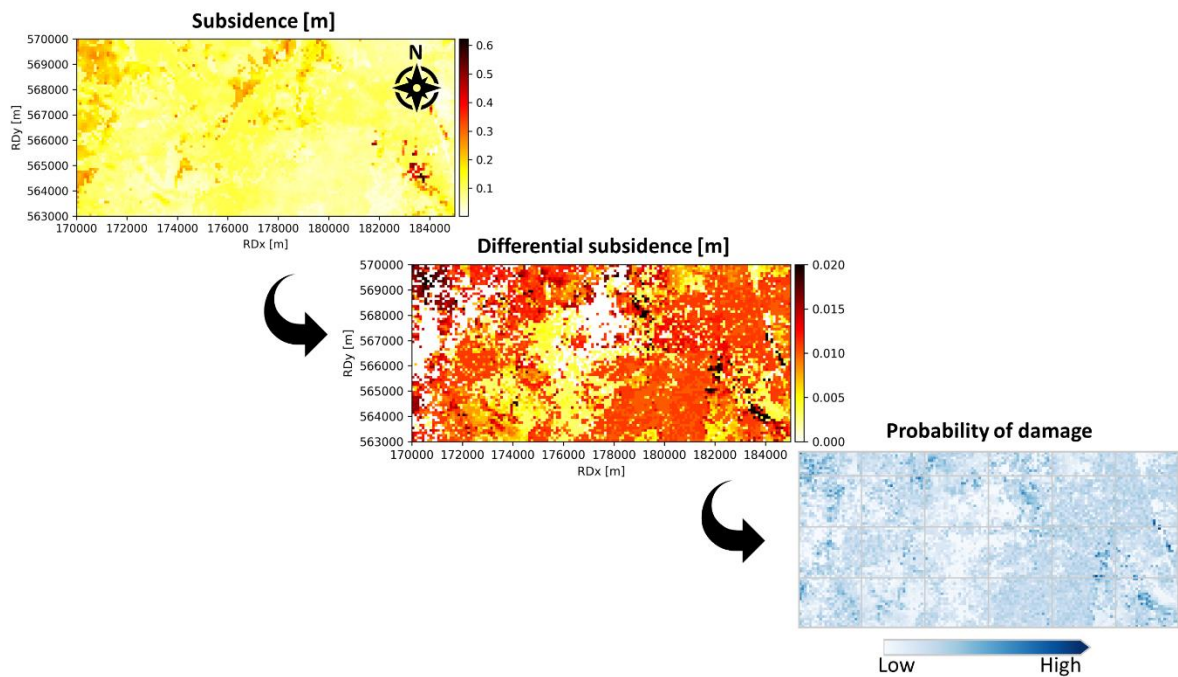 Subsidence [m]
570000
569000
568000
567000
566000
565000
564000
563000
RDy [m]
170000 172000 174000 176000 178000 180000 182000 184000
RDx [m]
N
0.6
0.5
0.4
0.3
0.2
0.1
Differential subsidence [m]
570000
569000
568000
567000
566000
565000
564000
563000
RDy [m]
170000 172000 174000 176000 178000 180000 182000 184000
RDx [m]
0.020
0.015
0.010
0.005
0.000
Probability of damage
Low High